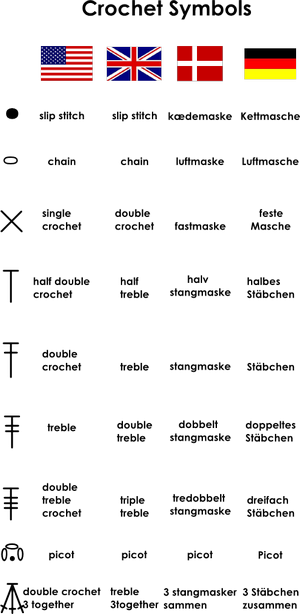 Crochet Symbols
slip stitch slip stitch kædemaske Kettmasche
chain chain luftmaske Luftmasche
single double feste
crochet crochet fastmaske Masche
half double half halv halbes
crochet treble stangmaske Stäbchen
double
crochet treble stangmaske Stäbchen
treble double dobbelt doppeltes
treble stangmaske Stäbchen
double
treble triple tredobbelt dreifach
crochet treble stangmaske Stäbchen
picot picot picot Picot
double crochet treble 3 stangmasker 3 Stäbchen
3 together 3together sammen zusammen